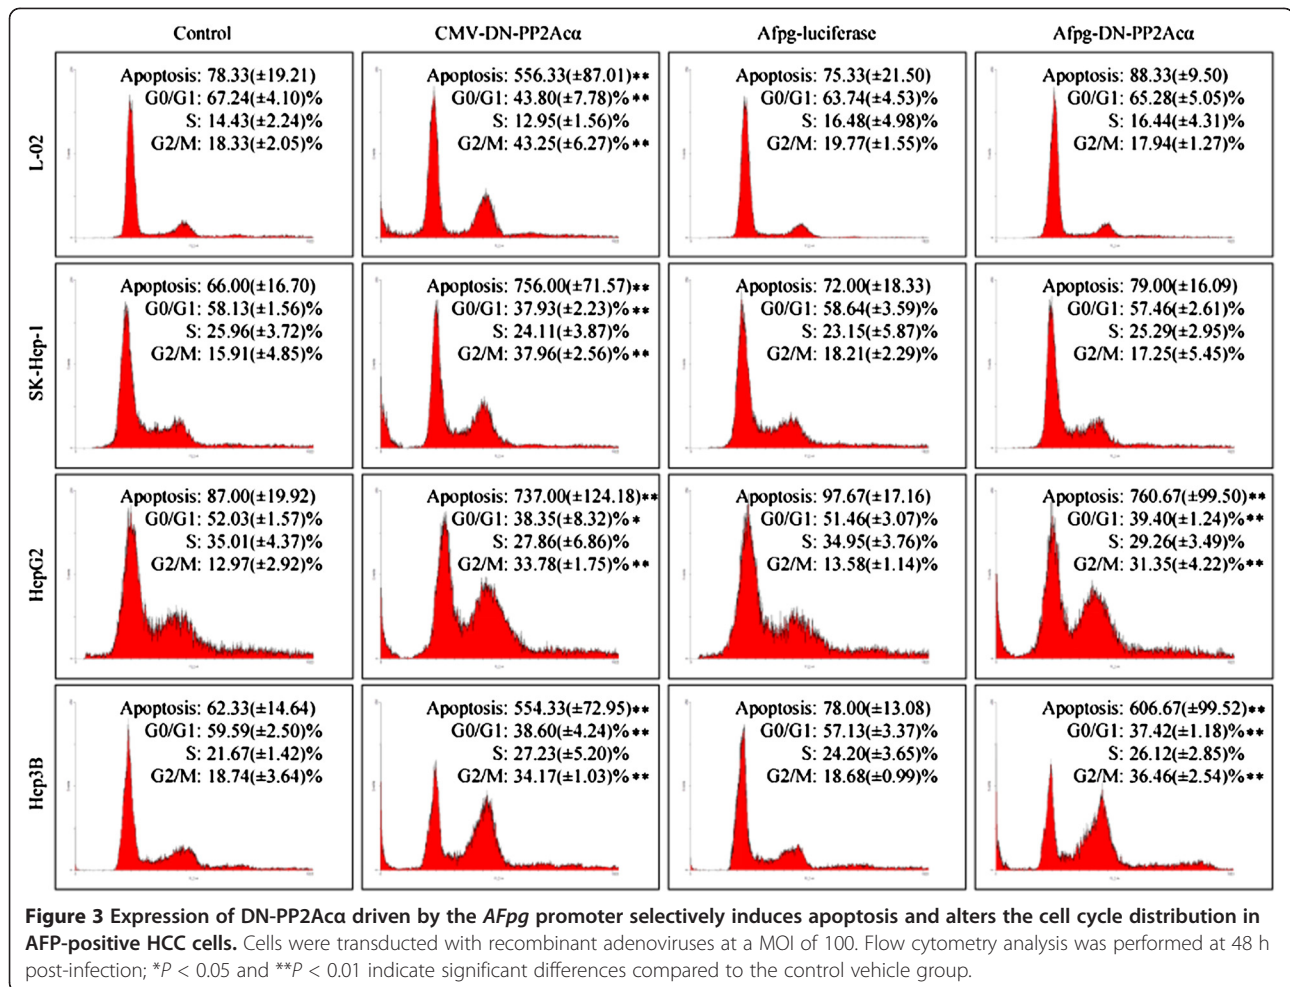 Control CMV-DN-PP2Acα Afpg-luciferase Afpg-DN-PP2Acα
L-02
Apoptosis: 78.33(±19.21)
G0/G1: 67.24(±4.10)%
S: 14.43(±2.24)%
G2/M: 18.33(±2.05)%
Apoptosis: 556.33(±87.01)**
G0/G1: 43.80(±7.78)%**
S: 12.95(±1.56)%
G2/M: 43.25(±6.27)%**
Apoptosis: 75.33(±21.50)
G0/G1: 63.74(±4.53)%
S: 16.48(±4.98)%
G2/M: 19.77(±1.55)%
Apoptosis: 88.33(±9.50)
G0/G1: 65.28(±5.05)%
S: 16.44(±4.31)%
G2/M: 17.94(±1.27)%
SK-Hep-1
Apoptosis: 66.00(±16.70)
G0/G1: 58.13(±1.56)%
S: 25.96(±3.72)%
G2/M: 15.91(±4.85)%
Apoptosis: 756.00(±71.57)**
G0/G1: 37.93(±2.23)%**
S: 24.11(±3.87)%
G2/M: 37.96(±2.56)%**
Apoptosis: 72.00(±18.33)
G0/G1: 58.64(±3.59)%
S: 23.15(±5.87)%
G2/M: 18.21(±2.29)%
Apoptosis: 79.00(±16.09)
G0/G1: 57.46(±2.61)%
S: 25.29(±2.95)%
G2/M: 17.25(±5.45)%
HepG2
Apoptosis: 87.00(±19.92)
G0/G1: 52.03(±1.57)%
S: 35.01(±4.37)%
G2/M: 12.97(±2.92)%
Apoptosis: 737.00(±124.18)**
G0/G1: 38.35(±8.32)%*
S: 27.86(±6.86)%
G2/M: 33.78(±1.75)%**
Apoptosis: 97.67(±17.16)
G0/G1: 51.46(±3.07)%
S: 34.95(±3.76)%
G2/M: 13.58(±1.14)%
Apoptosis: 760.67(±99.50)**
G0/G1: 39.40(±1.24)%**
S: 29.26(±3.49)%
G2/M: 31.35(±4.22)%**
Hep3B
Apoptosis: 62.33(±14.64)
G0/G1: 59.59(±2.50)%
S: 21.67(±1.42)%
G2/M: 18.74(±3.64)%
Apoptosis: 554.33(±72.95)**
G0/G1: 38.60(±4.24)%**
S: 27.23(±5.20)%
G2/M: 34.17(±1.03)%**
Apoptosis: 78.00(±13.08)
G0/G1: 57.13(±3.37)%
S: 24.20(±3.65)%
G2/M: 18.68(±0.99)%
Apoptosis: 606.67(±99.52)**
G0/G1: 37.42(±1.18)%**
S: 26.12(±2.85)%
G2/M: 36.46(±2.54)%**
Figure 3 Expression of DN-PP2Acα driven by the AFpg promoter selectively induces apoptosis and alters the cell cycle distribution in
AFP-positive HCC cells. Cells were transducted with recombinant adenoviruses at a MOI of 100. Flow cytometry analysis was performed at 48 h
post-infection; *P < 0.05 and **P < 0.01 indicate significant differences compared to the control vehicle group.